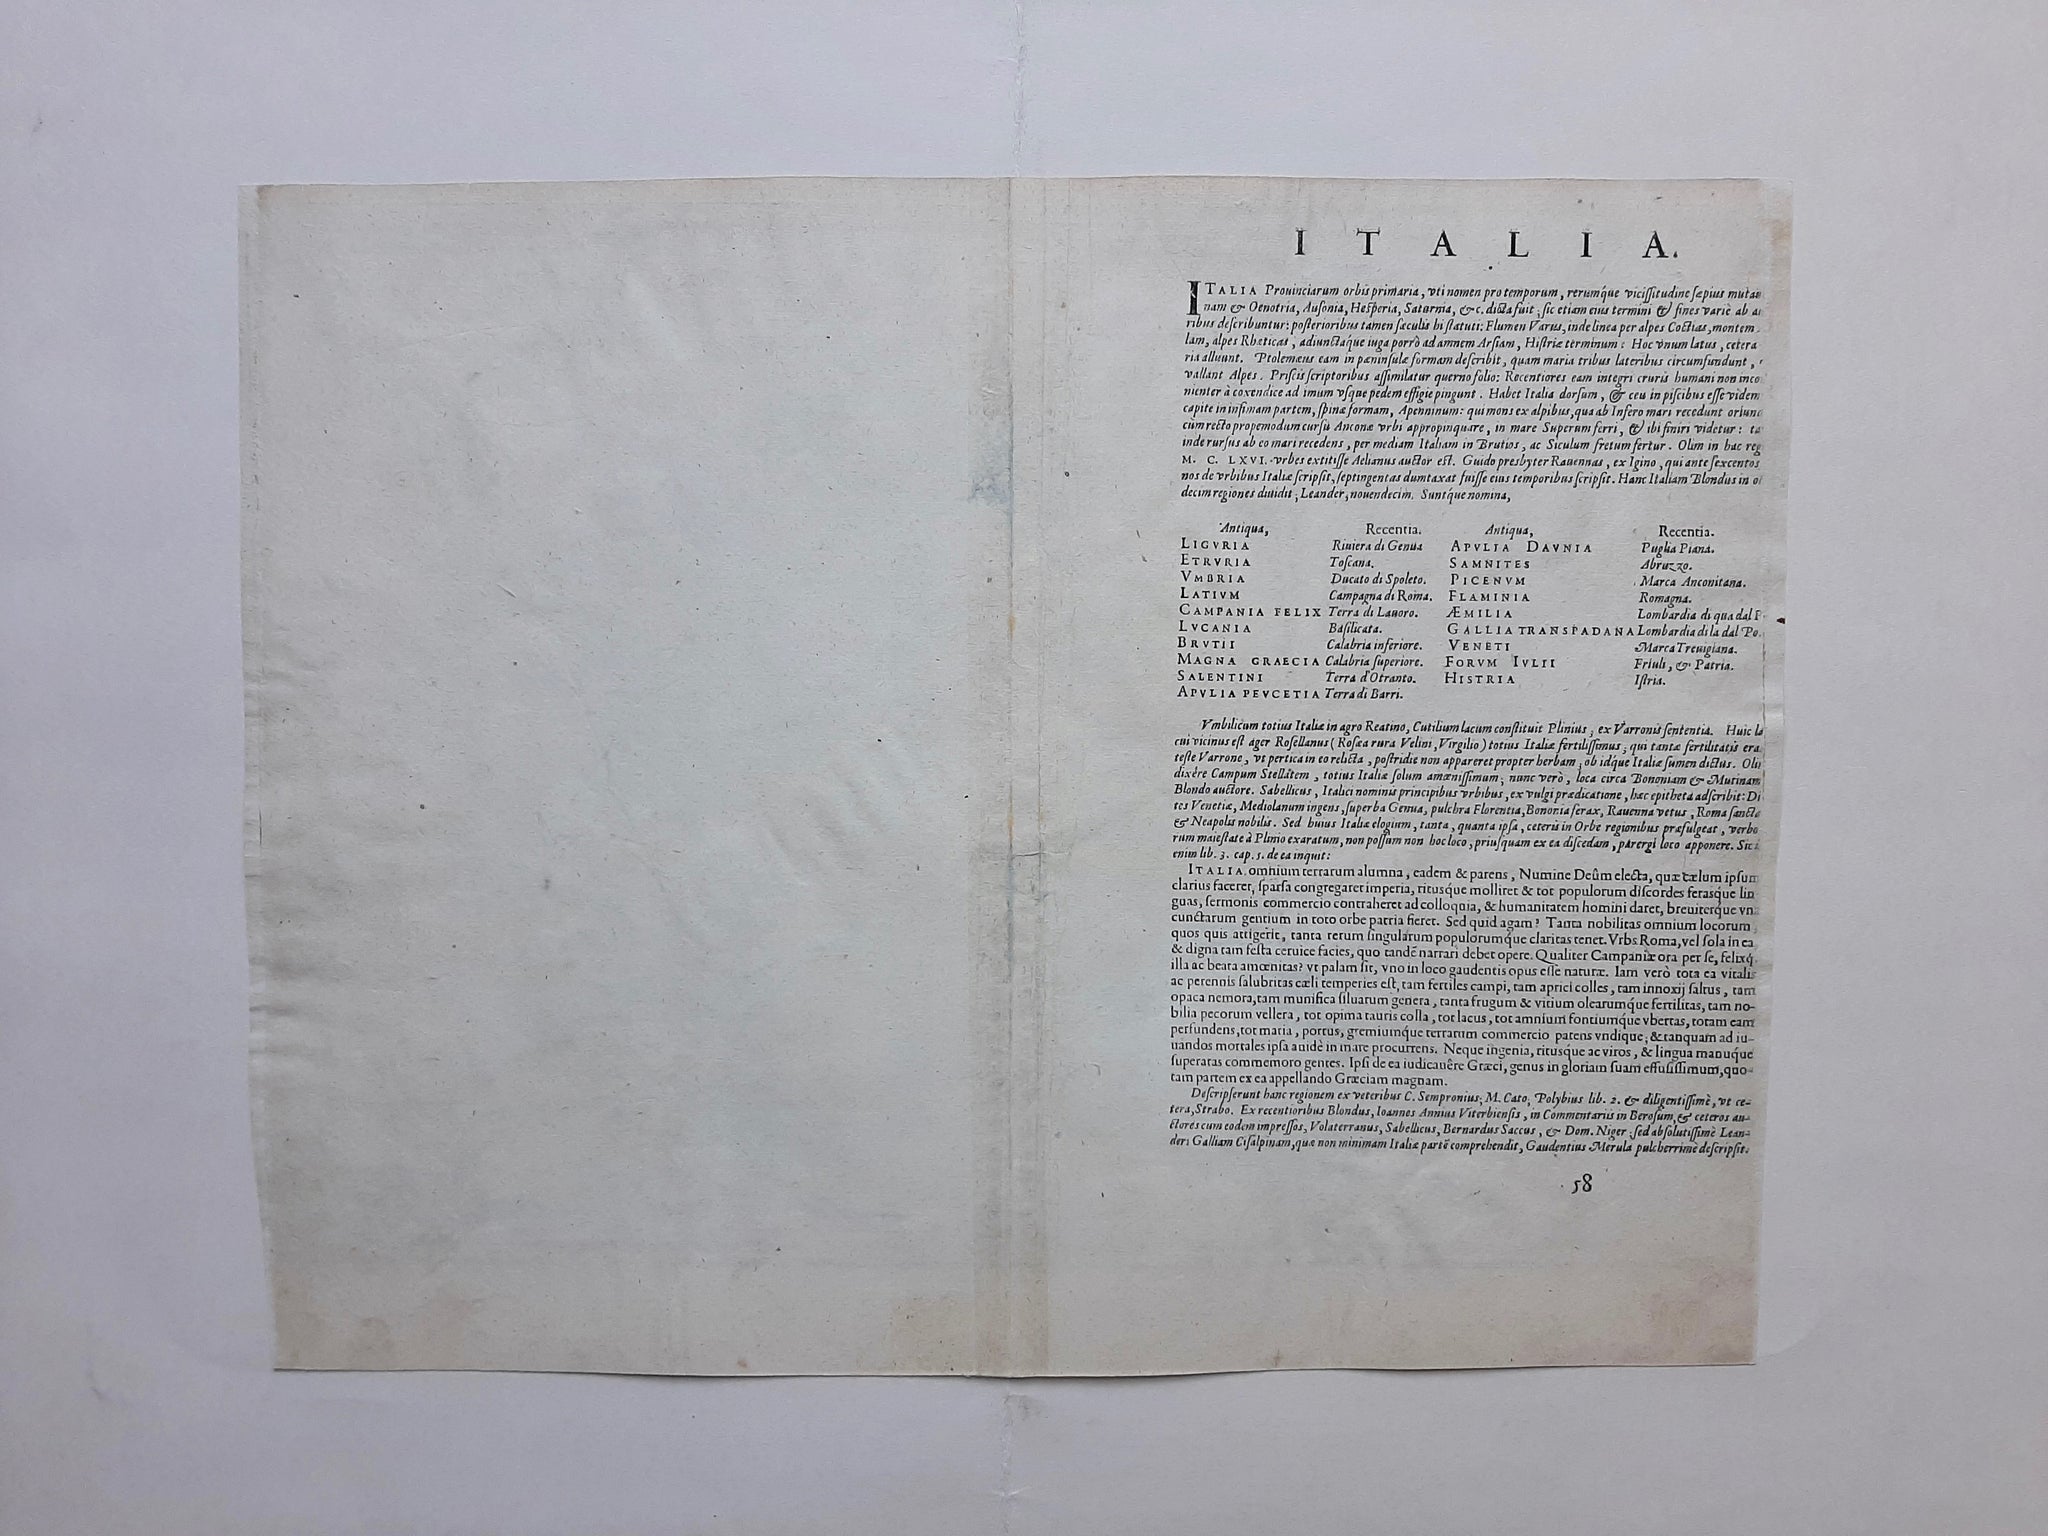 ITALIA.
ITALIA Prouinciarum orbis primaria, vti nomen pro temporum, rerumq́ue vicissitudine sæpius mutau
nam & Oenotria, Ausonia, Hesperia, Saturnia, &c. dicta fuit; sic etiam eius termini & fines variè ab au
ribus describuntur: posterioribus tamen sæculis hi statuti: Flumen Varus, inde linea per alpes Coctias, montem
lam, alpes Rhæticas, adiunctaq́ue iuga porrò ad amnem Arsiam, Histriæ terminum: Hoc vnum latus, cetera
ria alluunt. Ptolemæus eam in pæninsulæ formam describit, quam maria tribus lateribus circumfundunt,
vallant Alpes. Priscis scriptoribus assimilatur querno folio: Recentiores eam integri cruris humani non inco
nienter à coxendice ad imum vsque pedem effigie pingunt. Habet Italia dorsum, & ceu in piscibus esse videm
capite in infimam partem, spinæ formam, Apenninum: qui mons ex alpibus, qua ab Infero mari recedunt oriund
cùm recto propemodum cursu Anconæ vrbi appropinquare, in mare Superum ferri, & ibi finiri videtur: ta
inde rursus ab eo mari recedens, per mediam Italiam in Brutios, ac Siculum fretum fertur. Olim in hac reg
M. C. LXVI. vrbes extitisse Aelianus auctor est. Guido presbyter Rauennas, ex Igino, qui ante sexcentos
nos de vrbibus Italiæ scripsit, septingentas dumtaxat fuisse eius temporibus scripsit. Hanc Italiam Blondus in o
decim regiones diuidit; Leander, nouendecim. Suntq́ue nomina,
Antiqua, Recentia. Antiqua, Recentia.
LIGVRIA Riuiera di Genua APVLIA DAVNIA Puglia Piana.
ETRVRIA Toscana. SAMNITES Abruzzo.
VMBRIA Ducato di Spoleto. PICENVM Marca Anconitana.
LATIVM Campagna di Roma. FLAMINIA Romagna.
CAMPANIA FELIX Terra di Lauoro. ÆMILIA Lombardia di qua dal P
LVCANIA Basilicata. GALLIA TRANSPADANA Lombardia di la dal Po.
BRVTII Calabria inferiore. VENETI Marca Treuigiana.
MAGNA GRAECIA Calabria superiore. FORVM IVLII Friuli, & Patria.
SALENTINI Terra d'Otranto. HISTRIA Istria.
APVLIA PEVCETIA Terra di Barri.
Vmbilicum totius Italiæ in agro Reatino, Cutilium lacum constituit Plinius; ex Varronis sententia. Huic la
cui vicinus est ager Rosellanus (Roseæ rura Velini, Virgilio) totius Italiæ fertilissimus; qui tantæ fertilitatis era
teste Varrone, vt pertica in eo relicta, postridie non appareret propter herbam; ob idq́ue Italiæ sumen dictus. Olim
dixêre Campum Stellatem, totius Italiæ solum amœnissimum; nunc verò, loca circa Bononiam & Mutinam
Blondo auctore. Sabellicus, Italici nominis principibus vrbibus, ex vulgi prædicatione, hæc epitheta adscribit: Di
tes Venetiæ, Mediolanum ingens, superba Genua, pulchra Florentia, Bononia ferax, Rauenna vetus, Roma sancta
& Neapolis nobilis. Sed huius Italiæ elogium, tanta, quanta ipsa, ceteris in Orbe regionibus præfulgeat, verbo
rum maiestate à Plinio exaratum, non possum non hoc loco, priusquam ex ea discedam, parergi loco apponere. Sic
enim lib. 3. cap. 5. de ea inquit:
ITALIA omnium terrarum alumna, eadem & parens, Numine Deûm electa, quæ cælum ipsum
clarius faceret, sparsa congregaret imperia, ritusque molliret & tot populorum discordes ferasque lin
guas, sermonis commercio contraheret ad colloquia, & humanitatem homini daret, breuiterque vna
cunctarum gentium in toto orbe patria fieret. Sed quid agam? Tanta nobilitas omnium locorum
quos quis attigerit, tanta rerum singularum populorumque claritas tenet. Vrbs Roma, vel sola in ea
& digna tam festa ceruice facies, quo tandẽ narrari debet opere. Qualiter Campaniæ ora per se, felixq́
illa ac beata amœnitas? vt palam sit, vno in loco gaudentis opus esse naturæ. Iam verò tota ea vitalis
ac perennis salubritas cæli temperies est, tam fertiles campi, tam aprici colles, tam innoxij saltus, tam
opaca nemora, tam munifica siluarum genera, tanta frugum & vitium olearumque fertilitas, tam no-
bilia pecorum vellera, tot opima tauris colla, tot lacus, tot amnium fontiumque vbertas, totam eam
perfundens, tot maria, portus, gremiumque terrarum commercio patens vndique; & tanquam ad iu-
uandos mortales ipsa auidè in mare procurrens. Neque ingenia, ritusque ac viros, & lingua manuque
superatas commemoro gentes. Ipsi de ea iudicauêre Græci, genus in gloriam suam effusissimum, quo-
tam partem ex ea appellando Græciam magnam.
Descripserunt hanc regionem ex veteribus C. Sempronius, M. Cato, Polybius lib. 2. & diligentissimè, vt ce-
tera, Strabo. Ex recentioribus Blondus, Ioannes Annius Viterbiensis, in Commentariis in Berosum, & ceteros au-
ctores cum eodem impressos, Volaterranus, Sabellicus, Bernardus Saccus, & Dom. Niger; sed absolutissimè Lean-
der: Galliam Cisalpinam, quæ non minimam Italiæ partẽ comprehendit, Gaudentius Merula pulcherrimè descripsit.
58